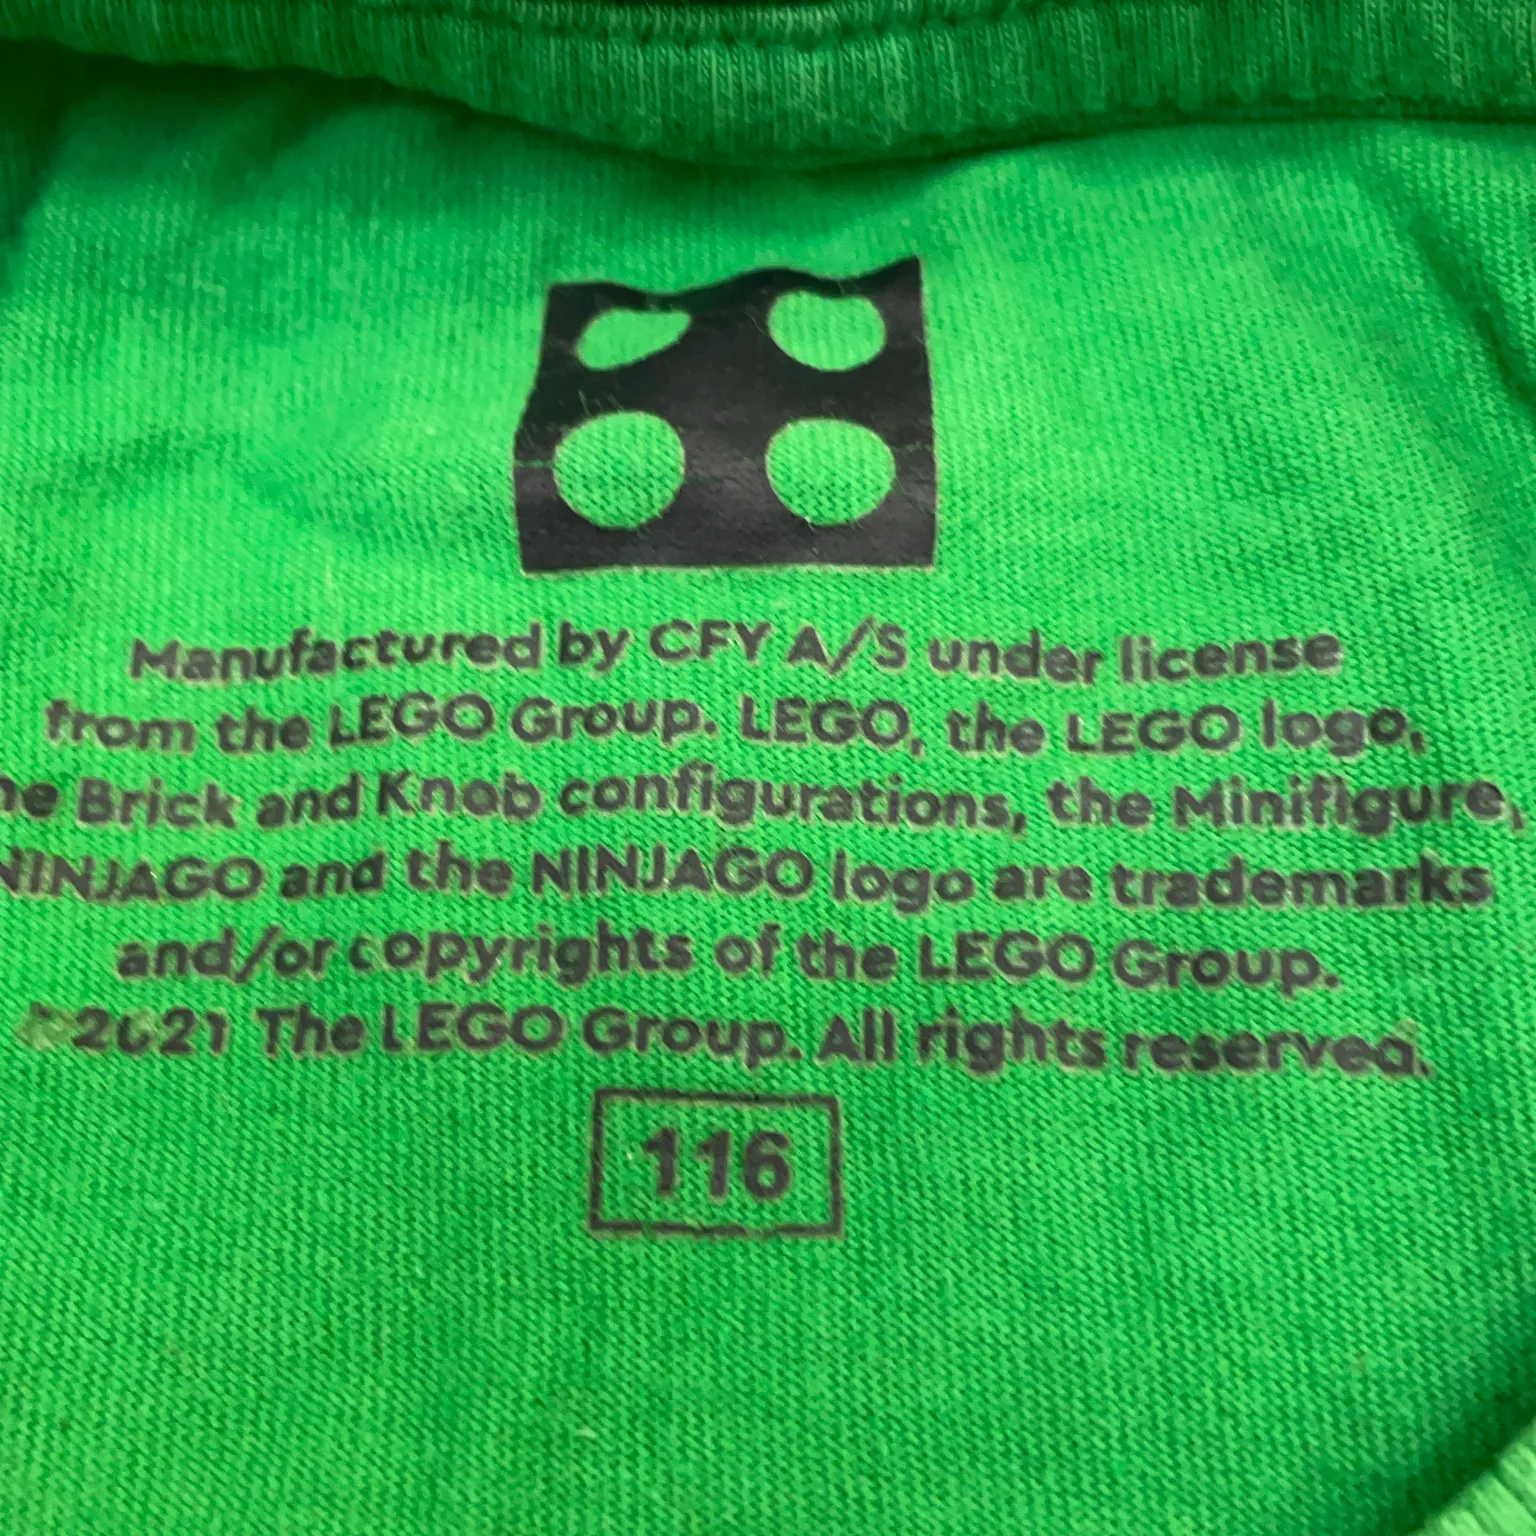 Manufactured by CFY A/S under license
from the LEGO Group. LEGO, the LEGO logo,
he Brick and Knob configurations, the Minifigure,
NINJAGO and the NINJAGO logo are trademarks
and/or copyrights of the LEGO Group.
©2021 The LEGO Group. All rights reserved.
116